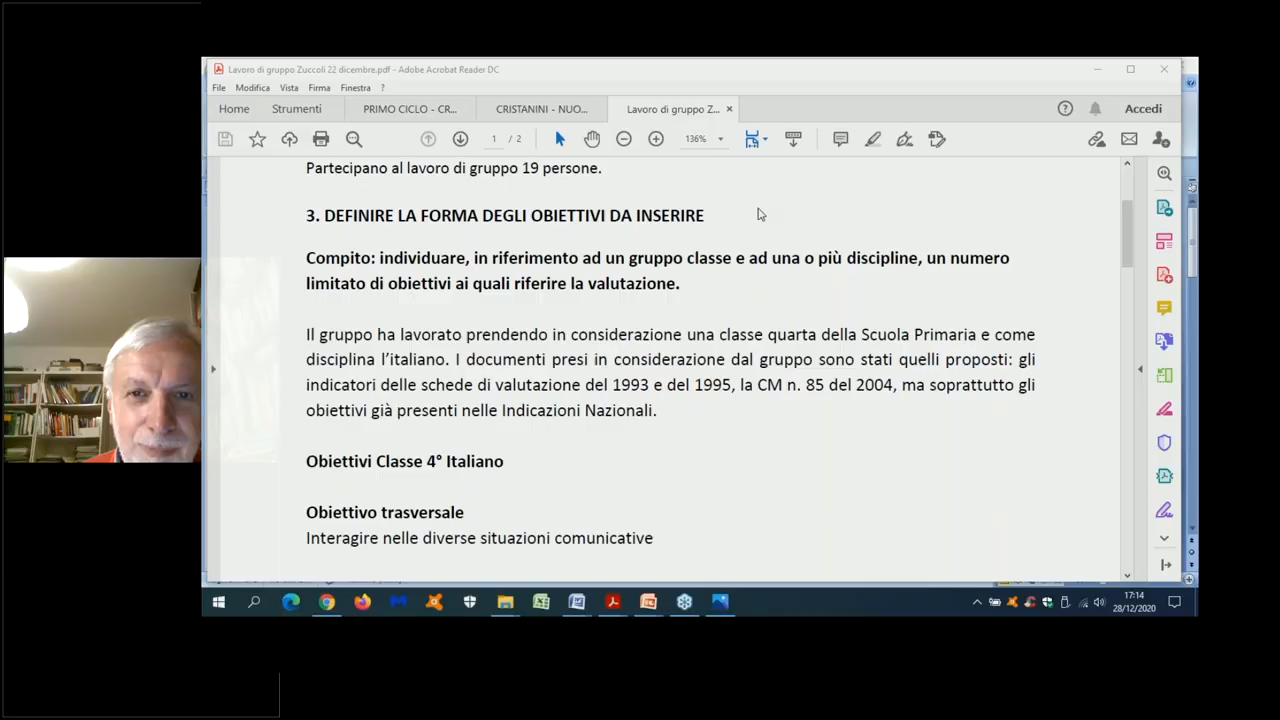 Lavoro di gruppo Zuccoli 22 dicembre.pdf - Adobe Acrobat Reader DC
File Modifica Vista Firma Finestra ?
Home Strumenti PRIMO CICLO - CR... CRISTANINI - NUO... Lavoro di gruppo Z... Accedi
1 / 2 136%
Partecipano al lavoro di gruppo 19 persone.
3. DEFINIRE LA FORMA DEGLI OBIETTIVI DA INSERIRE
Compito: individuare, in riferimento ad un gruppo classe e ad una o più discipline, un numero
limitato di obiettivi ai quali riferire la valutazione.
Il gruppo ha lavorato prendendo in considerazione una classe quarta della Scuola Primaria e come
disciplina l’italiano. I documenti presi in considerazione dal gruppo sono stati quelli proposti: gli
indicatori delle schede di valutazione del 1993 e del 1995, la CM n. 85 del 2004, ma soprattutto gli
obiettivi già presenti nelle Indicazioni Nazionali.
Obiettivi Classe 4° Italiano
Obiettivo trasversale
Interagire nelle diverse situazioni comunicative
17:14
28/12/2020